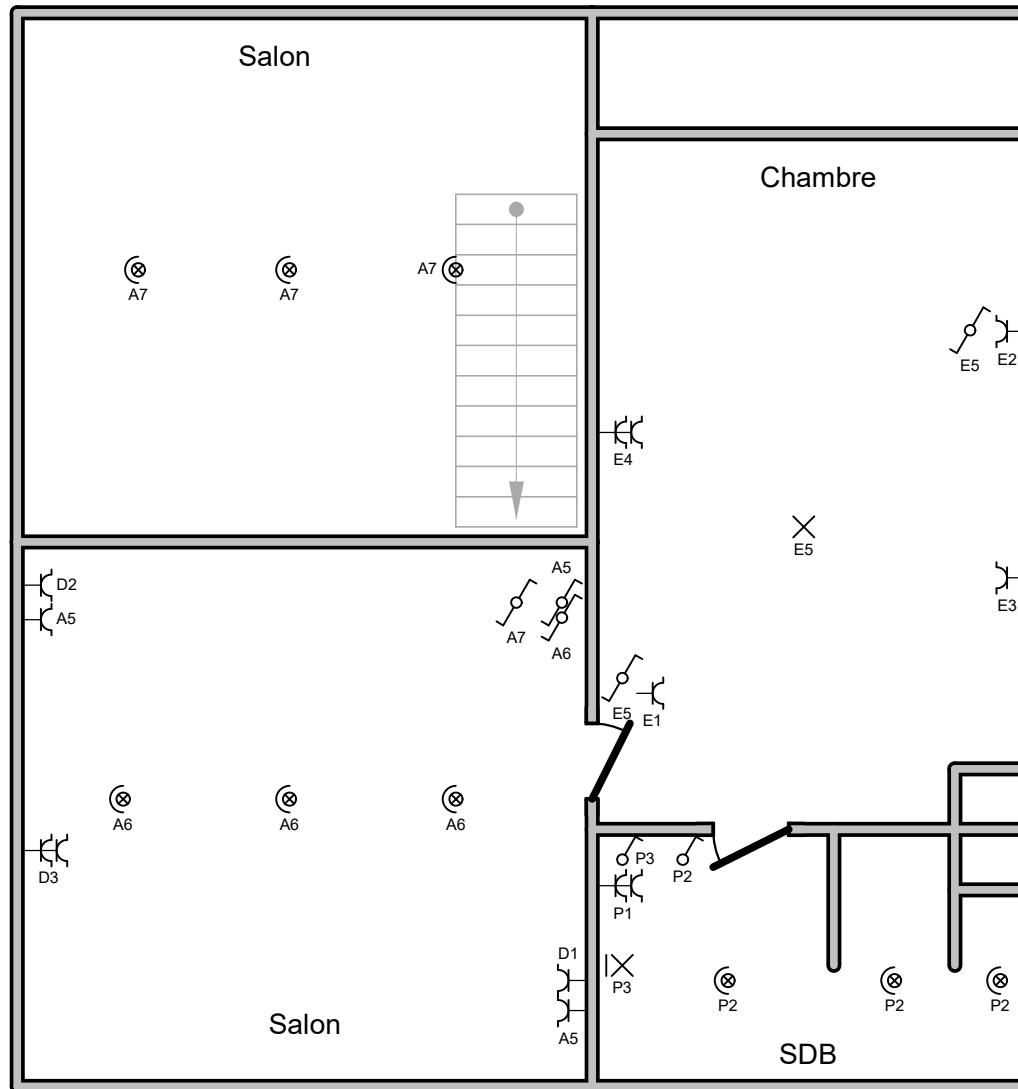 Salon
Chambre
A7
A7
A7
E5
E2
E4
E5
E3
D2
A5
A5
A7
A6
E5
E1
A6
A6
A6
D3
P3
P2
P1
D1
P3
A5
P2
P2
P2
Salon
SDB